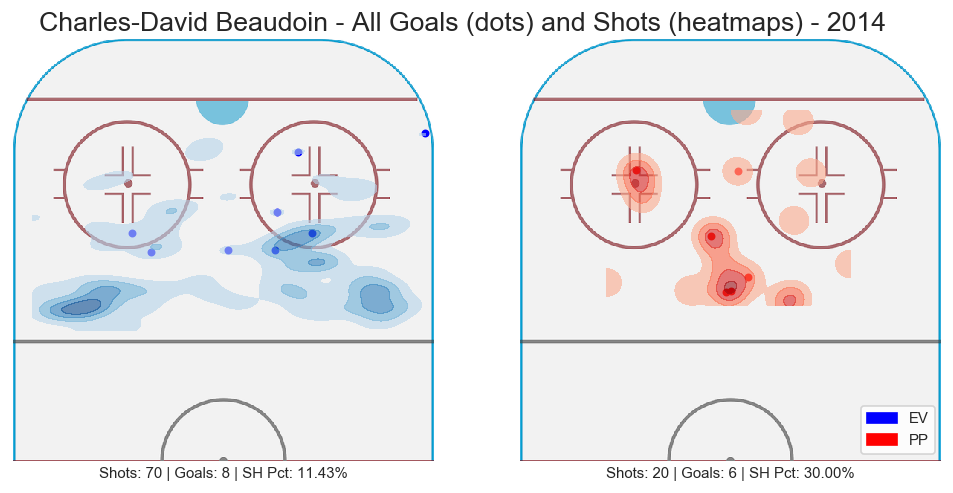 Charles-David Beaudoin - All Goals (dots) and Shots (heatmaps) - 2014
EV
PP
Shots: 70 | Goals: 8 | SH Pct: 11.43%
Shots: 20 | Goals: 6 | SH Pct: 30.00%